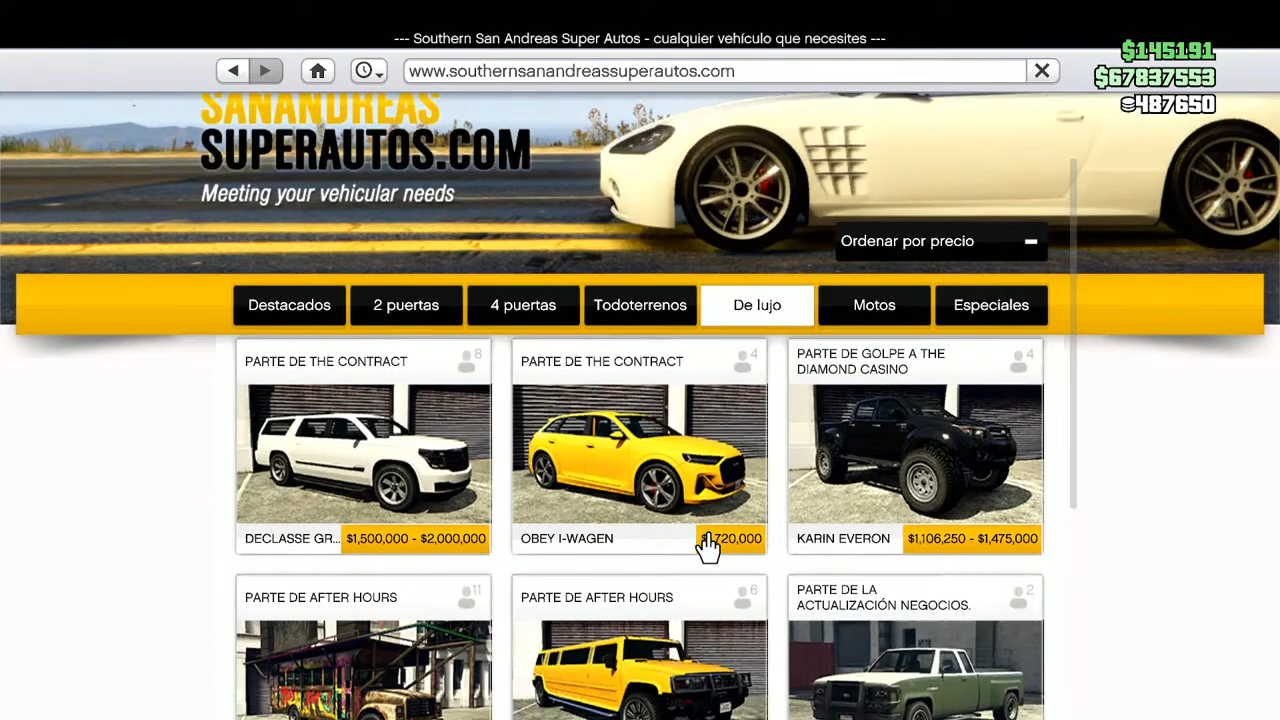 --- Southern San Andreas Super Autos - cualquier vehículo que necesites ---
$145191
www.southernsanandreassuperautos.com
$67837553
487650
SANANDREAS
SUPERAUTOS.COM
Meeting your vehicular needs
Ordenar por precio
Destacados 2 puertas 4 puertas Todoterrenos De lujo Motos Especiales
PARTE DE THE CONTRACT 8
PARTE DE THE CONTRACT 4
PARTE DE GOLPE A THE
DIAMOND CASINO 4
DECLASSE GR... $1,500,000 - $2,000,000
OBEY I-WAGEN 720,000
KARIN EVERON $1,106,250 - $1,475,000
PARTE DE AFTER HOURS 11
PARTE DE AFTER HOURS 6
PARTE DE LA
ACTUALIZACIÓN NEGOCIOS. 2